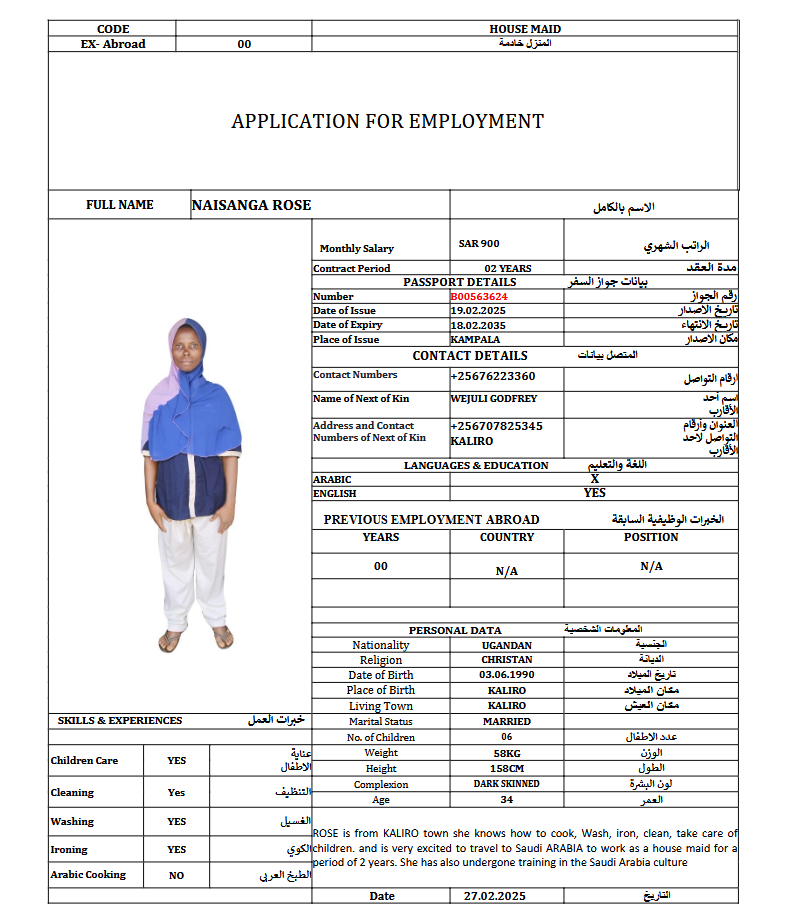 CODE HOUSE MAID
EX- Abroad 00 المنزل خادمة
APPLICATION FOR EMPLOYMENT
FULL NAME NAISANGA ROSE الاسم بالكامل
Monthly Salary SAR 900 الراتب الشهري
Contract Period 02 YEARS مدة العقد
PASSPORT DETAILS بيانات جواز السفر
Number B00563624 رقم الجواز
Date of Issue 19.02.2025 تاريخ الاصدار
Date of Expiry 18.02.2035 تاريخ الانتهاء
Place of Issue KAMPALA مكان الاصدار
CONTACT DETAILS المتصل بيانات
Contact Numbers +25676223360 ارقام التواصل
Name of Next of Kin WEJULI GODFREY اسم أحد
الأقارب
Address and Contact +256707825345 العنوان وأرقام
Numbers of Next of Kin KALIRO التواصل لاحد
الأقارب
LANGUAGES & EDUCATION اللغة والتعليم
ARABIC X
ENGLISH YES
PREVIOUS EMPLOYMENT ABROAD الخبرات الوظيفية السابقة
YEARS COUNTRY POSITION
00 N/A N/A
PERSONAL DATA المعلومات الشخصية
Nationality UGANDAN الجنسية
Religion CHRISTAN الديانة
Date of Birth 03.06.1990 تاريخ الميلاد
Place of Birth KALIRO مكان الميلاد
Living Town KALIRO مكان العيش
Marital Status MARRIED
No. of Children 06 عدد الاطفال
Weight 58KG الوزن
Height 158CM الطول
Complexion DARK SKINNED لون البشرة
Age 34 العمر
SKILLS & EXPERIENCES خبرات العمل
Children Care YES عناية
الاطفال
Cleaning Yes التنظيف
Washing YES الغسيل
Ironing YES الكوي
Arabic Cooking NO الطبخ العربى
ROSE is from KALIRO town she knows how to cook, Wash, iron, clean, take care of
children. and is very excited to travel to Saudi ARABIA to work as a house maid for a
period of 2 years. She has also undergone training in the Saudi Arabia culture
Date 27.02.2025 التاريخ